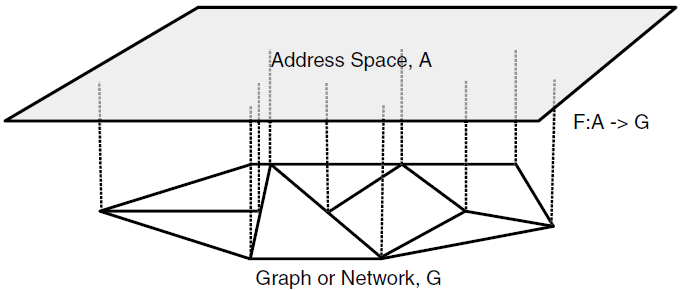 Address Space, A
F:A -> G
Graph or Network, G